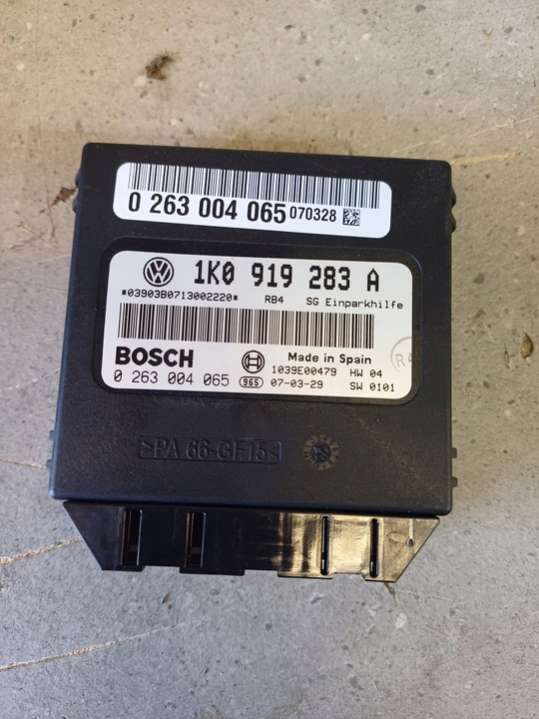 0 263 004 065 070328
1K0 919 283 A
*03903B0713002220* RB4 SG Einparkhilfe
BOSCH
Made in Spain
1039E00479 HW 04
0 263 004 065 965 07-03-29 SW 0101
>PA 66-GF15<